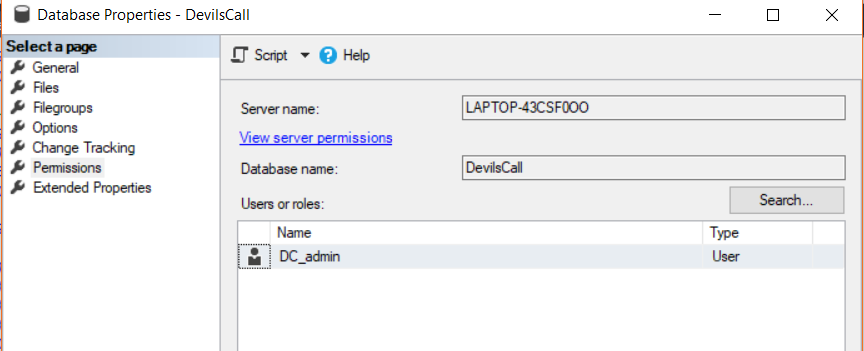 Database Properties - DevilsCall
Select a page
General
Files
Filegroups
Options
Change Tracking
Permissions
Extended Properties
Script
Help
Server name: LAPTOP-43CSF0OO
View server permissions
Database name: DevilsCall
Users or roles: Search...
Name Type
DC_admin User